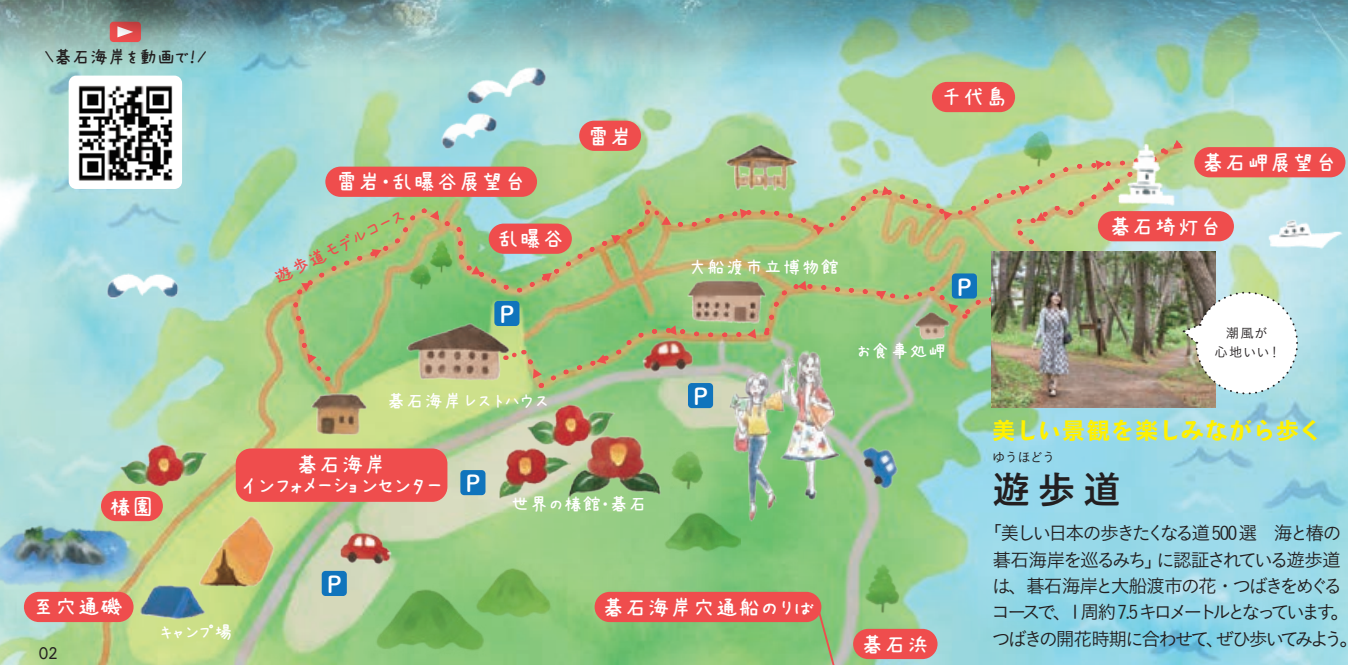 \碁石海岸を動画で!/
千代島
雷岩
碁石岬展望台
雷岩・乱曝谷展望台
碁石埼灯台
遊歩道モデルコース
乱曝谷
大船渡市立博物館
P
P
潮風が
心地いい!
お食事処岬
碁石海岸レストハウス
P
美しい景観を楽しみながら歩く
ゆうほどう
遊歩道
碁石海岸
インフォメーションセンター
P
世界の椿館・碁石
椿園
「美しい日本の歩きたくなる道500選 海と椿の
碁石海岸を巡るみち」に認証されている遊歩道
は、碁石海岸と大船渡市の花・つばきをめぐる
コースで、1周約7.5キロメートルとなっています。
つばきの開花時期に合わせて、ぜひ歩いてみよう。
P
至穴通磯
キャンプ場
碁石海岸穴通船のりば
碁石浜
02